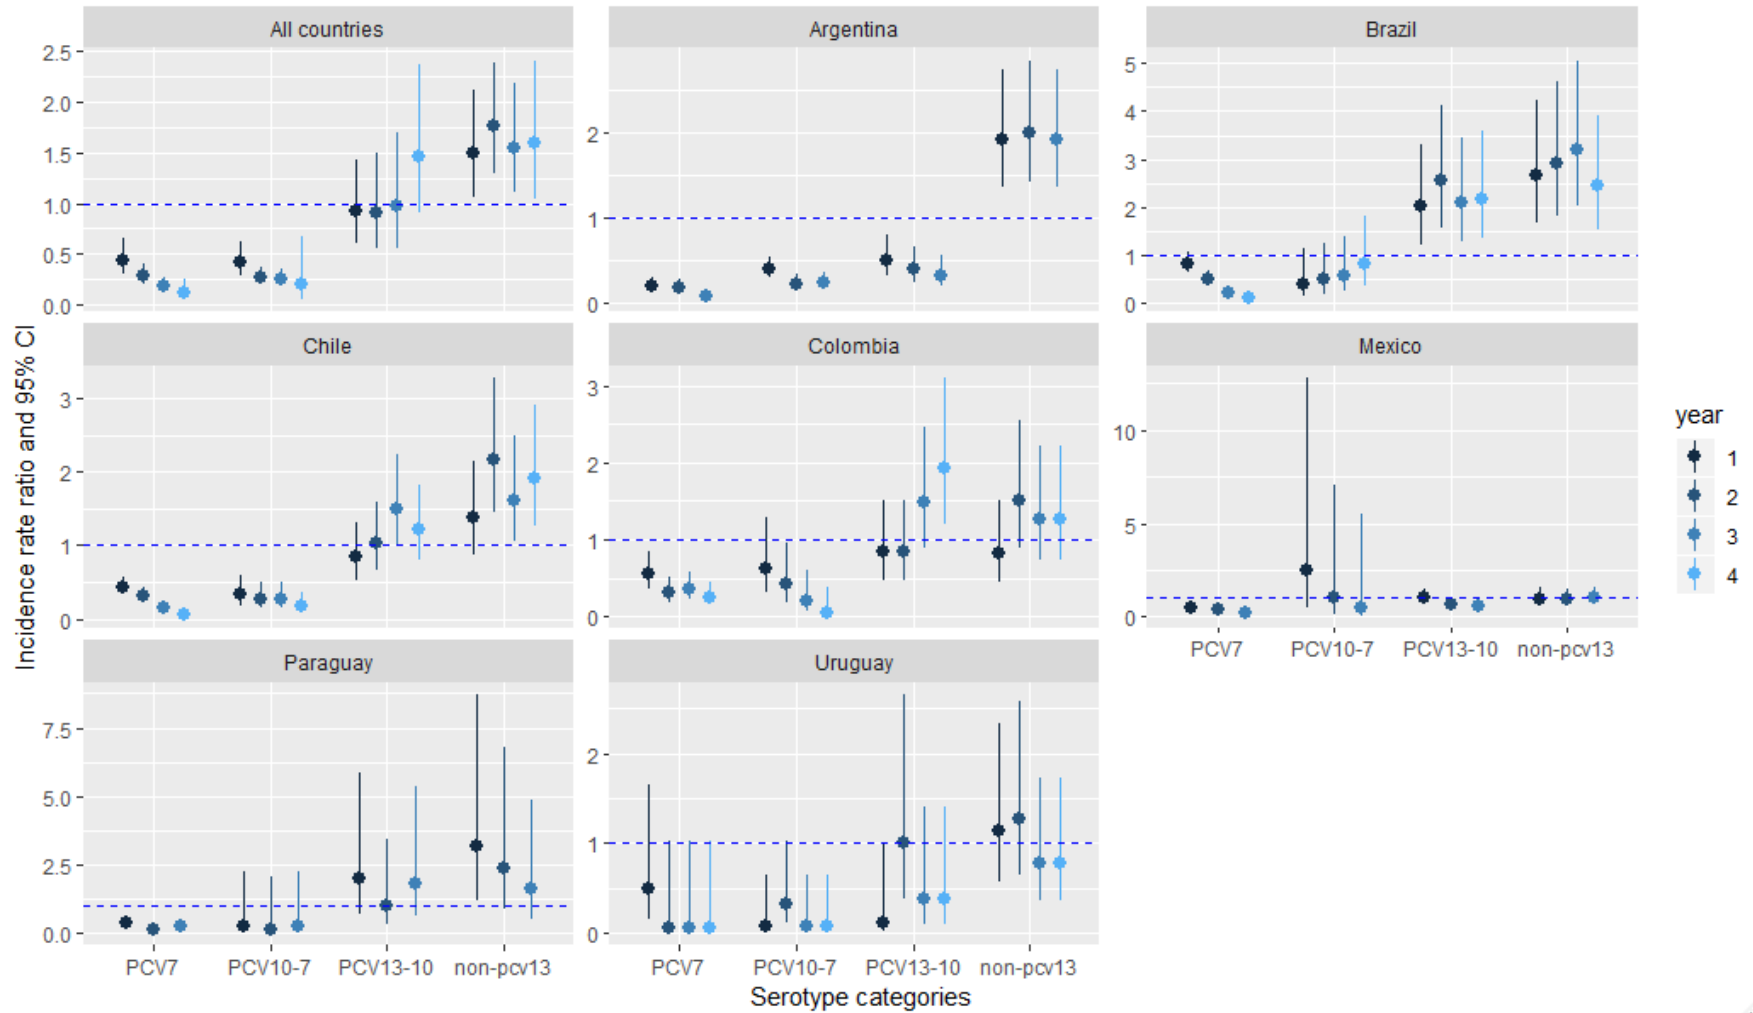 All countries
Argentina
Brazil
2.5
2.0
1.5
1.0
0.5
0.0
2
1
0
5
4
3
2
1
0
Chile
Colombia
Mexico
3
2
1
0
3
2
1
0
10
5
0
PCV7 PCV10-7 PCV13-10 non-pcv13
Paraguay
Uruguay
7.5
5.0
2.5
0.0
2
1
0
PCV7 PCV10-7 PCV13-10 non-pcv13
PCV7 PCV10-7 PCV13-10 non-pcv13
Serotype categories
Incidence rate ratio and 95% CI
year
1
2
3
4